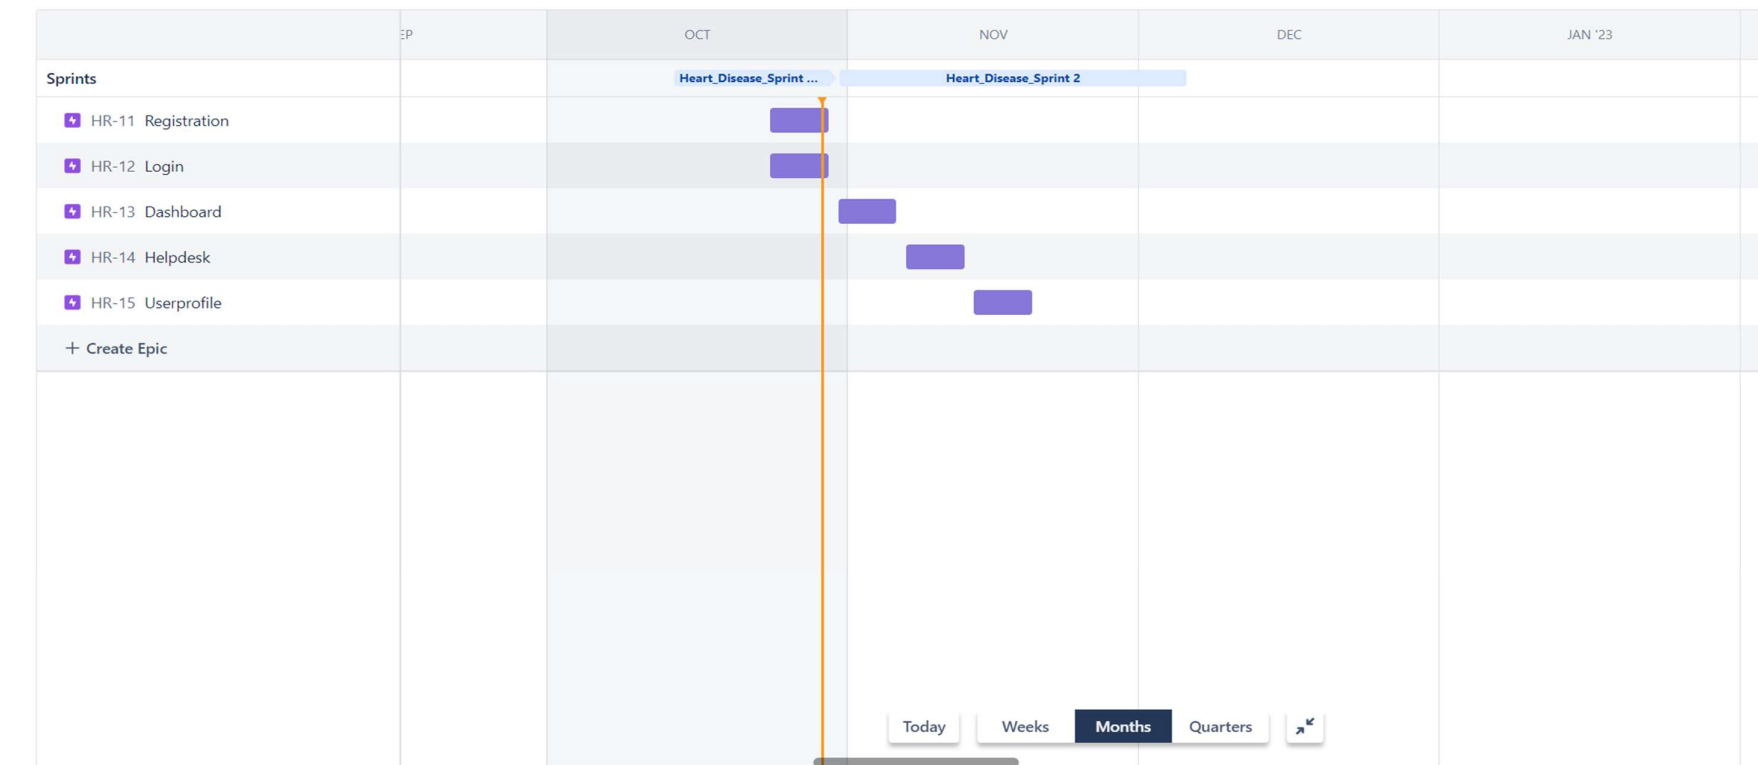 EP OCT NOV DEC JAN '23
Sprints Heart_Disease_Sprint ... Heart_Disease_Sprint 2
HR-11 Registration
HR-12 Login
HR-13 Dashboard
HR-14 Helpdesk
HR-15 Userprofile
+ Create Epic
Today Weeks Months Quarters